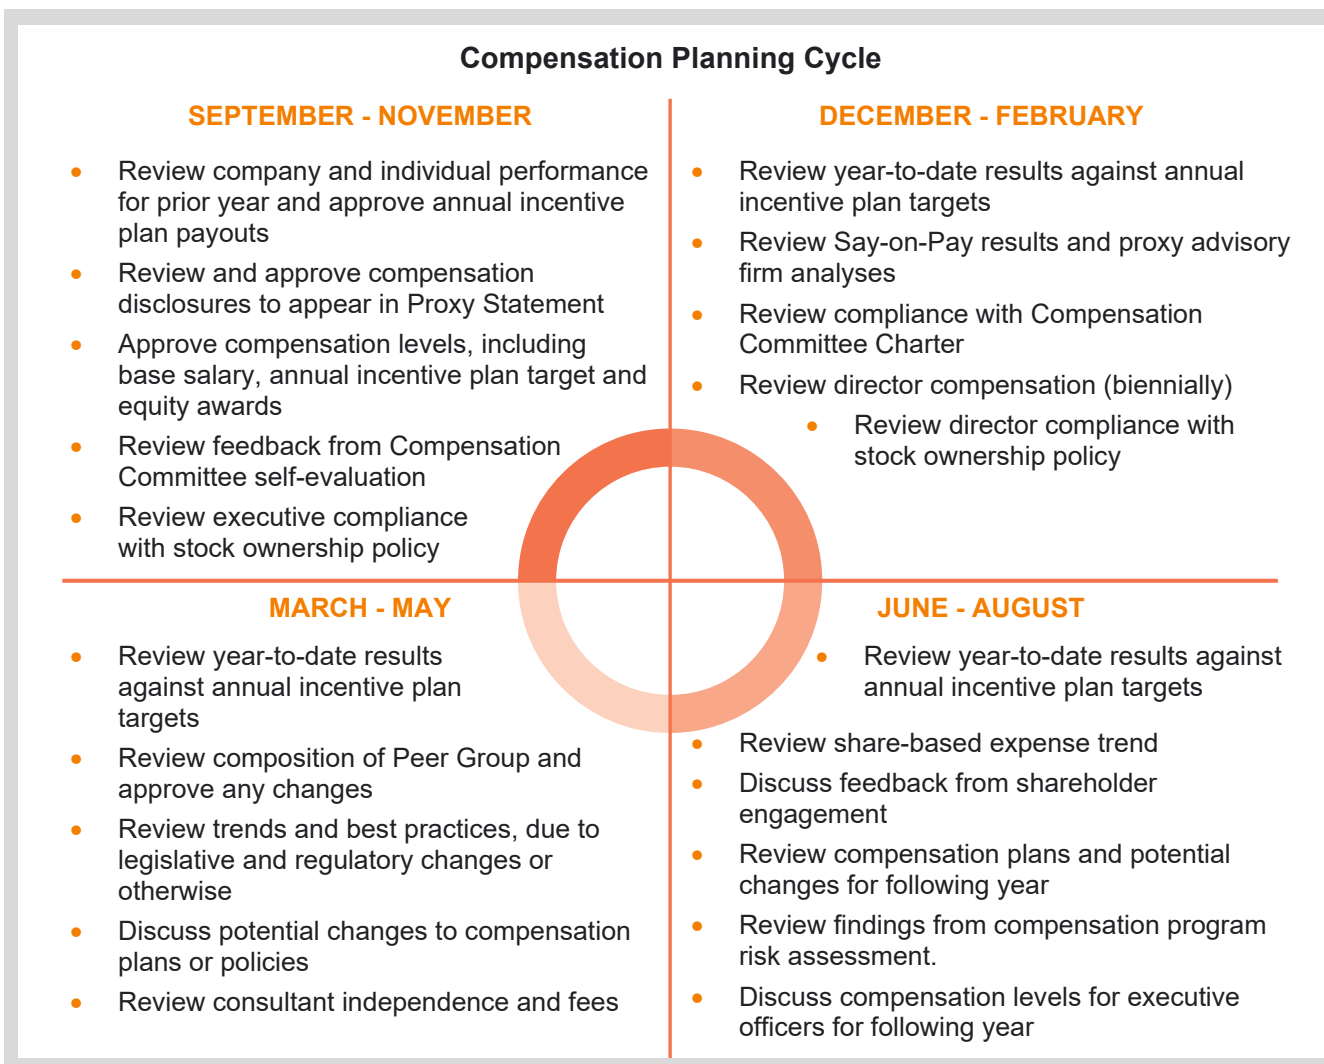 Compensation Planning Cycle
SEPTEMBER - NOVEMBER
• Review company and individual performance
for prior year and approve annual incentive
plan payouts
• Review and approve compensation
disclosures to appear in Proxy Statement
• Approve compensation levels, including
base salary, annual incentive plan target and
equity awards
• Review feedback from Compensation
Committee self-evaluation
• Review executive compliance
with stock ownership policy
DECEMBER - FEBRUARY
• Review year-to-date results against annual
incentive plan targets
• Review Say-on-Pay results and proxy advisory
firm analyses
• Review compliance with Compensation
Committee Charter
• Review director compensation (biennially)
• Review director compliance with
stock ownership policy
MARCH - MAY
• Review year-to-date results
against annual incentive plan
targets
• Review composition of Peer Group and
approve any changes
• Review trends and best practices, due to
legislative and regulatory changes or
otherwise
• Discuss potential changes to compensation
plans or policies
• Review consultant independence and fees
JUNE - AUGUST
• Review year-to-date results against
annual incentive plan targets
• Review share-based expense trend
• Discuss feedback from shareholder
engagement
• Review compensation plans and potential
changes for following year
• Review findings from compensation program
risk assessment.
• Discuss compensation levels for executive
officers for following year